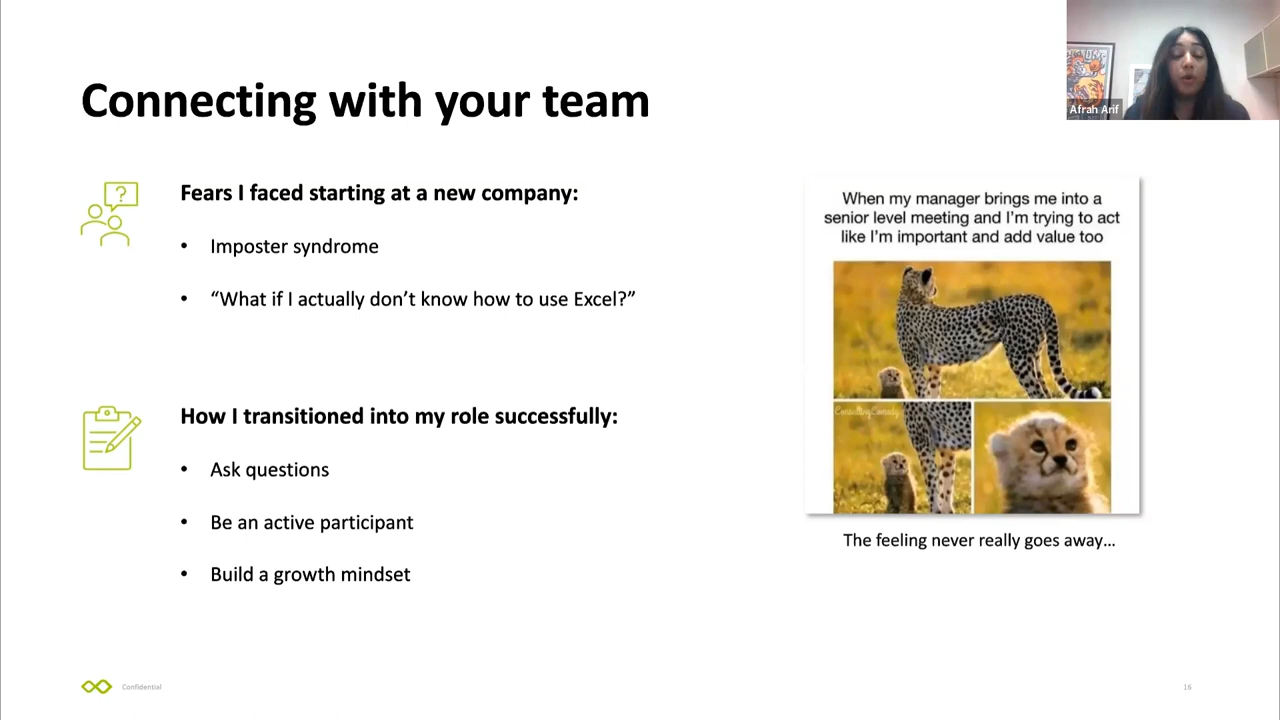 Connecting with your team
Afrah Arif
Fears I faced starting at a new company:
• Imposter syndrome
• “What if I actually don’t know how to use Excel?”
How I transitioned into my role successfully:
• Ask questions
• Be an active participant
• Build a growth mindset
When my manager brings me into a
senior level meeting and I’m trying to act
like I’m important and add value too
ConsultingComedy
The feeling never really goes away...
Confidential
16
?